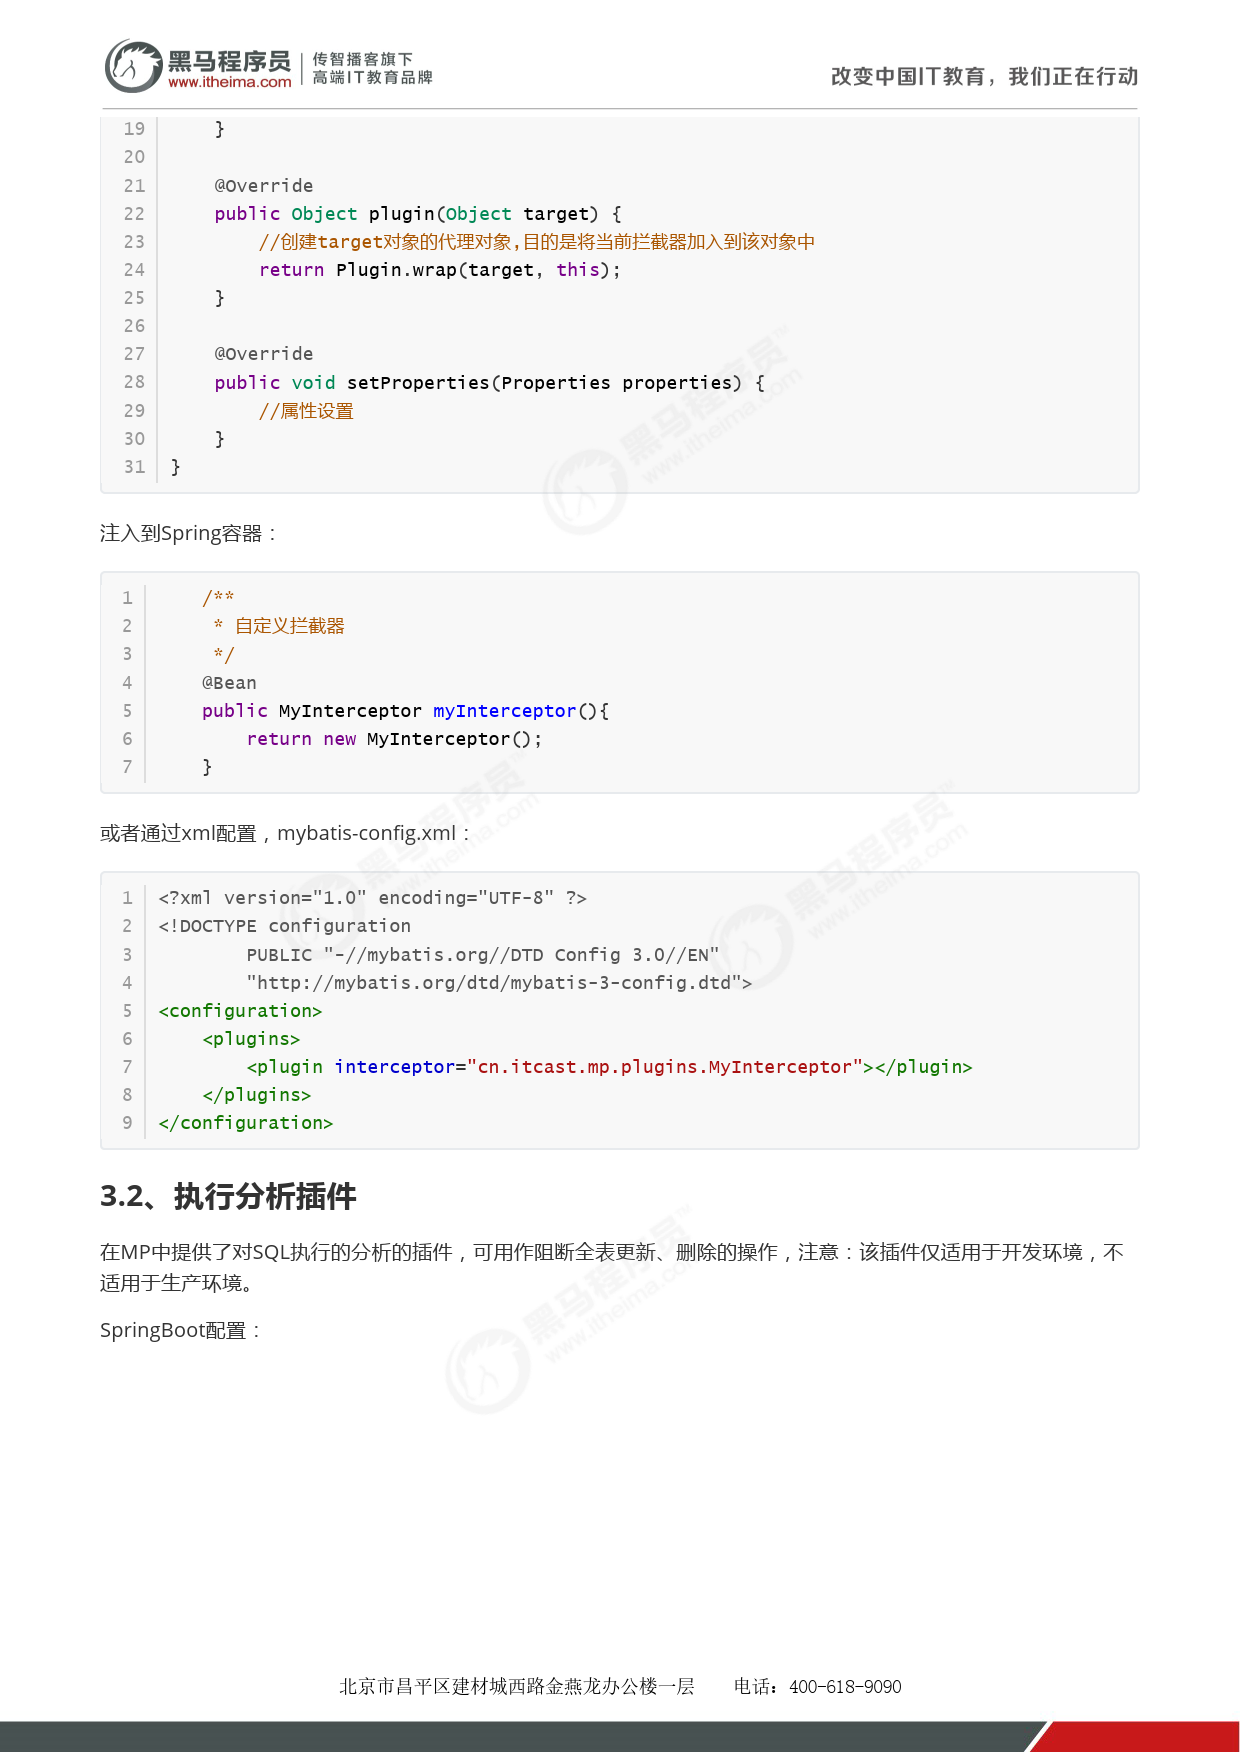 黑马程序员 传智播客旗下
www.itheima.com 高端IT教育品牌
改变中国IT教育，我们正在行动
19     }
20
21     @Override
22     public Object plugin(Object target) {
23         //创建target对象的代理对象,目的是将当前拦截器加入到该对象中
24         return Plugin.wrap(target, this);
25     }
26
27     @Override
28     public void setProperties(Properties properties) {
29         //属性设置
30     }
31 }
注入到Spring容器：
1     /**
2      * 自定义拦截器
3      */
4     @Bean
5     public MyInterceptor myInterceptor(){
6         return new MyInterceptor();
7     }
或者通过xml配置，mybatis-config.xml：
1 <?xml version="1.0" encoding="UTF-8" ?>
2 <!DOCTYPE configuration
3         PUBLIC "-//mybatis.org//DTD Config 3.0//EN"
4         "http://mybatis.org/dtd/mybatis-3-config.dtd">
5 <configuration>
6     <plugins>
7         <plugin interceptor="cn.itcast.mp.plugins.MyInterceptor"></plugin>
8     </plugins>
9 </configuration>
3.2、执行分析插件
在MP中提供了对SQL执行的分析的插件，可用作阻断全表更新、删除的操作，注意：该插件仅适用于开发环境，不
适用于生产环境。
SpringBoot配置：
北京市昌平区建材城西路金燕龙办公楼一层 电话：400-618-9090